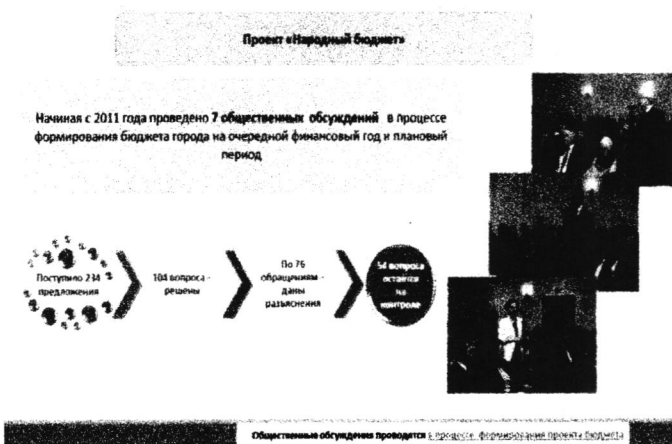 Проект «Народный бюджет»
Начиная с 2011 года проведено 7 общественных обсуждений в процессе
формирования бюджета города на очередной финансовый год и плановый
период
Поступило 234
предложения
104 вопроса -
решены
По 76
обращениям -
даны
разъяснения
54 вопроса
остаётся
на
контроле
Общественные обсуждения проводятся в процессе формирования проекта бюджета